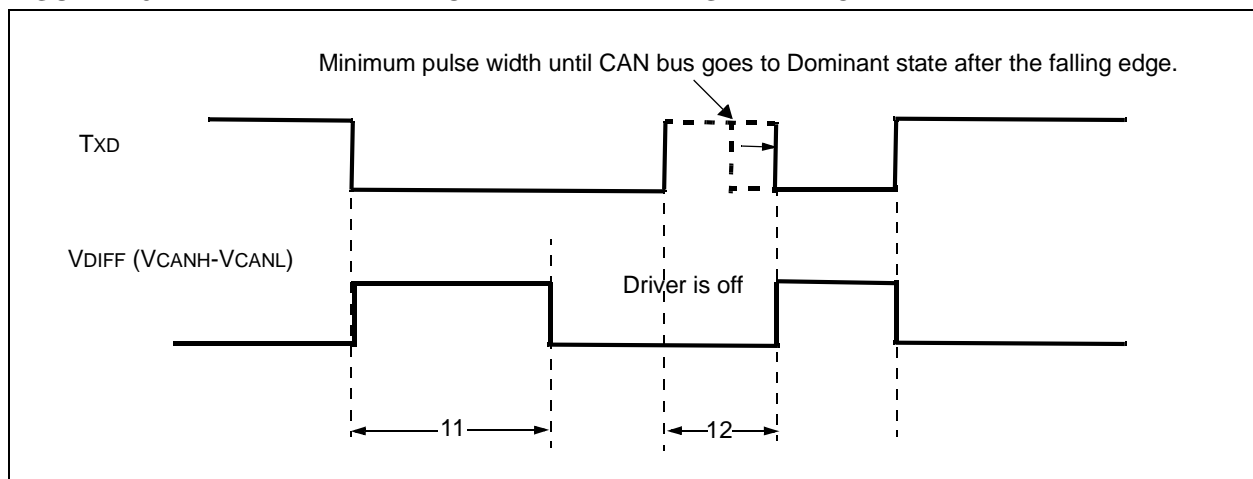 Minimum pulse width until CAN bus goes to Dominant state after the falling edge.
TXD
VDIFF (VCANH-VCANL)
Driver is off
11
12